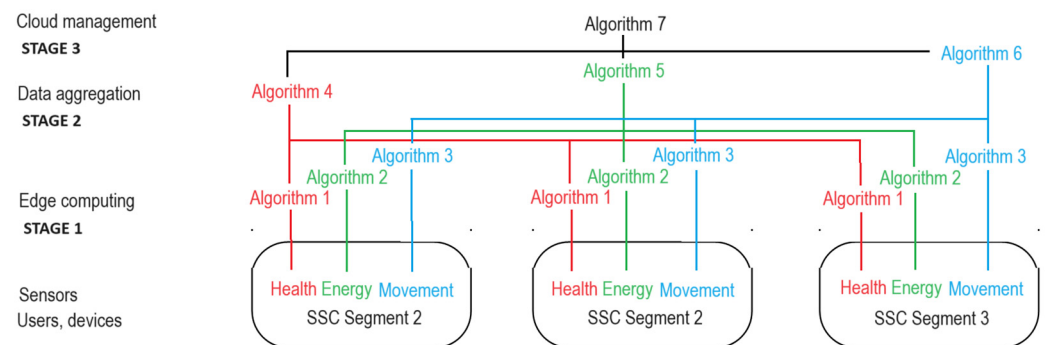 Cloud management
STAGE 3
Algorithm 7
Algorithm 6
Algorithm 5
Data aggregation
STAGE 2
Algorithm 4
Algorithm 3 Algorithm 3 Algorithm 3
Algorithm 2 Algorithm 2 Algorithm 2
Edge computing
STAGE 1
Algorithm 1 Algorithm 1 Algorithm 1
Sensors
Users, devices
Health Energy Movement
SSC Segment 2
Health Energy Movement
SSC Segment 2
Health Energy Movement
SSC Segment 3